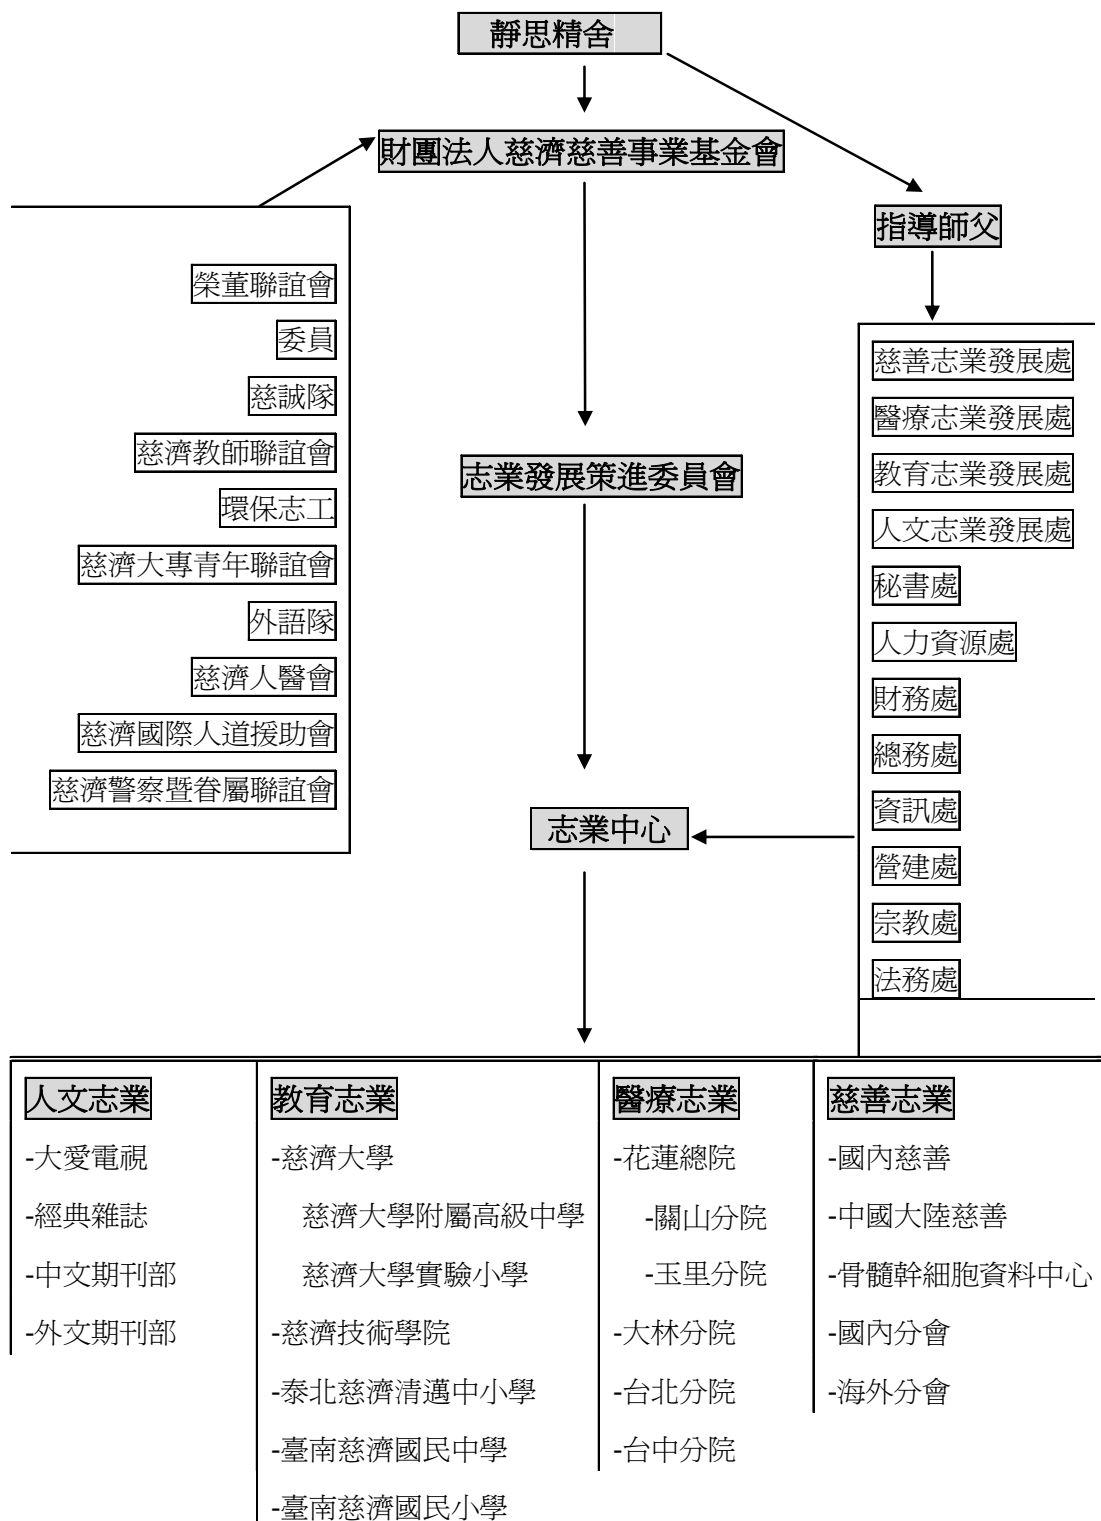 靜思精舍
財團法人慈濟慈善事業基金會
指導師父
榮董聯誼會
委員
慈誠隊
慈濟教師聯誼會
環保志工
慈濟大專青年聯誼會
外語隊
慈濟人醫會
慈濟國際人道援助會
慈濟警察暨眷屬聯誼會
志業發展策進委員會
志業中心
慈善志業發展處
醫療志業發展處
教育志業發展處
人文志業發展處
秘書處
人力資源處
財務處
總務處
資訊處
營建處
宗教處
法務處
人文志業
-大愛電視
-經典雜誌
-中文期刊部
-外文期刊部
教育志業
-慈濟大學
慈濟大學附屬高級中學
慈濟大學實驗小學
-慈濟技術學院
-泰北慈濟清邁中小學
-臺南慈濟國民中學
-臺南慈濟國民小學
醫療志業
-花蓮總院
-關山分院
-玉里分院
-大林分院
-台北分院
-台中分院
慈善志業
-國內慈善
-中國大陸慈善
-骨髓幹細胞資料中心
-國內分會
-海外分會